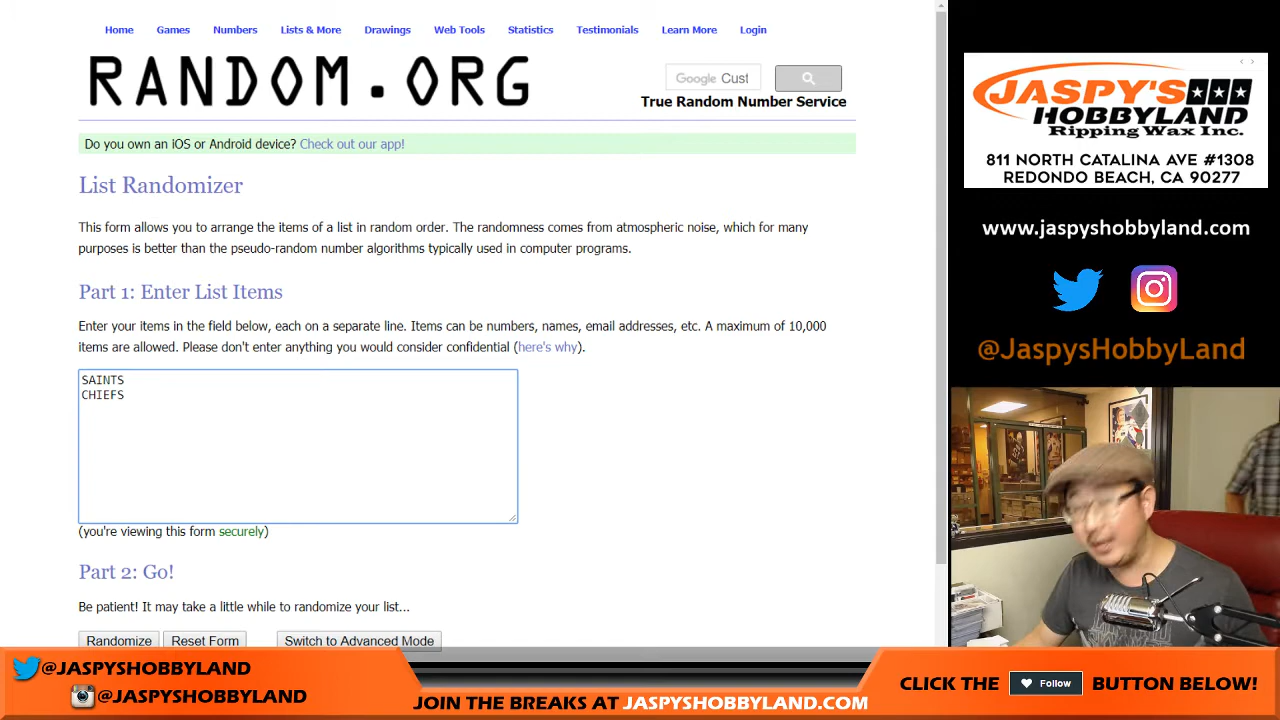 Home Games Numbers Lists & More Drawings Web Tools Statistics Testimonials Learn More Login
RANDOM.ORG
Google Cust
True Random Number Service
Do you own an iOS or Android device? Check out our app!
List Randomizer
This form allows you to arrange the items of a list in random order. The randomness comes from atmospheric noise, which for many
purposes is better than the pseudo-random number algorithms typically used in computer programs.
Part 1: Enter List Items
Enter your items in the field below, each on a separate line. Items can be numbers, names, email addresses, etc. A maximum of 10,000
items are allowed. Please don't enter anything you would consider confidential (here's why).
SAINTS
CHIEFS
(you're viewing this form securely)
Part 2: Go!
Be patient! It may take a little while to randomize your list...
Randomize Reset Form Switch to Advanced Mode
JASPY'S
HOBBYLAND
Ripping Wax Inc.
811 NORTH CATALINA AVE #1308
REDONDO BEACH, CA 90277
www.jaspyshobbyland.com
@JaspysHobbyLand
@JASPYSHOBBYLAND
@JASPYSHOBBYLAND
JOIN THE BREAKS AT JASPYSHOBBYLAND.COM
CLICK THE Follow BUTTON BELOW!